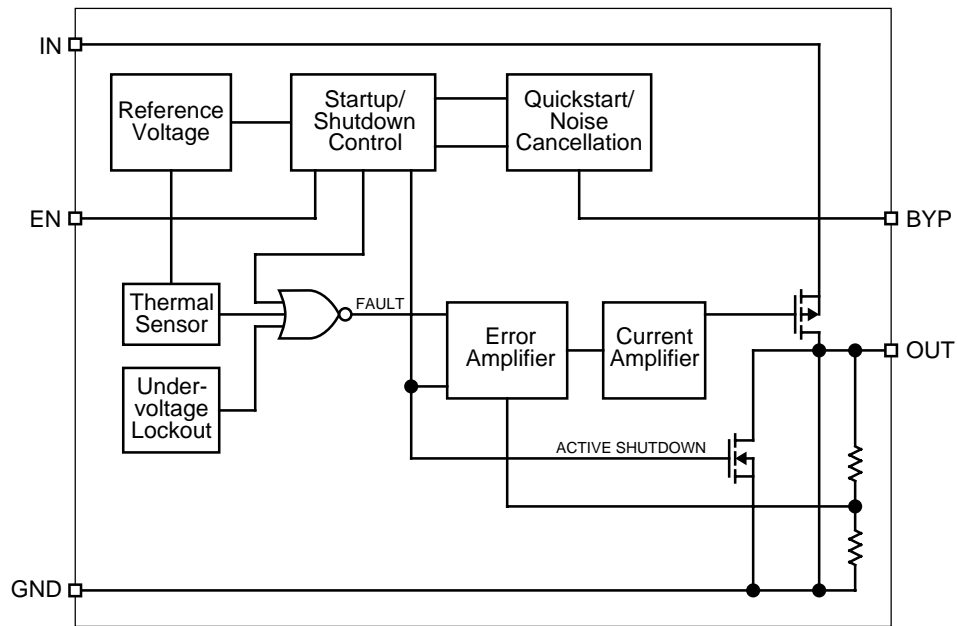 IN
Reference
Voltage
Startup/
Shutdown
Control
Quickstart/
Noise
Cancellation
EN
BYP
Thermal
Sensor
FAULT
Error
Amplifier
Current
Amplifier
OUT
Under-
voltage
Lockout
ACTIVE SHUTDOWN
GND